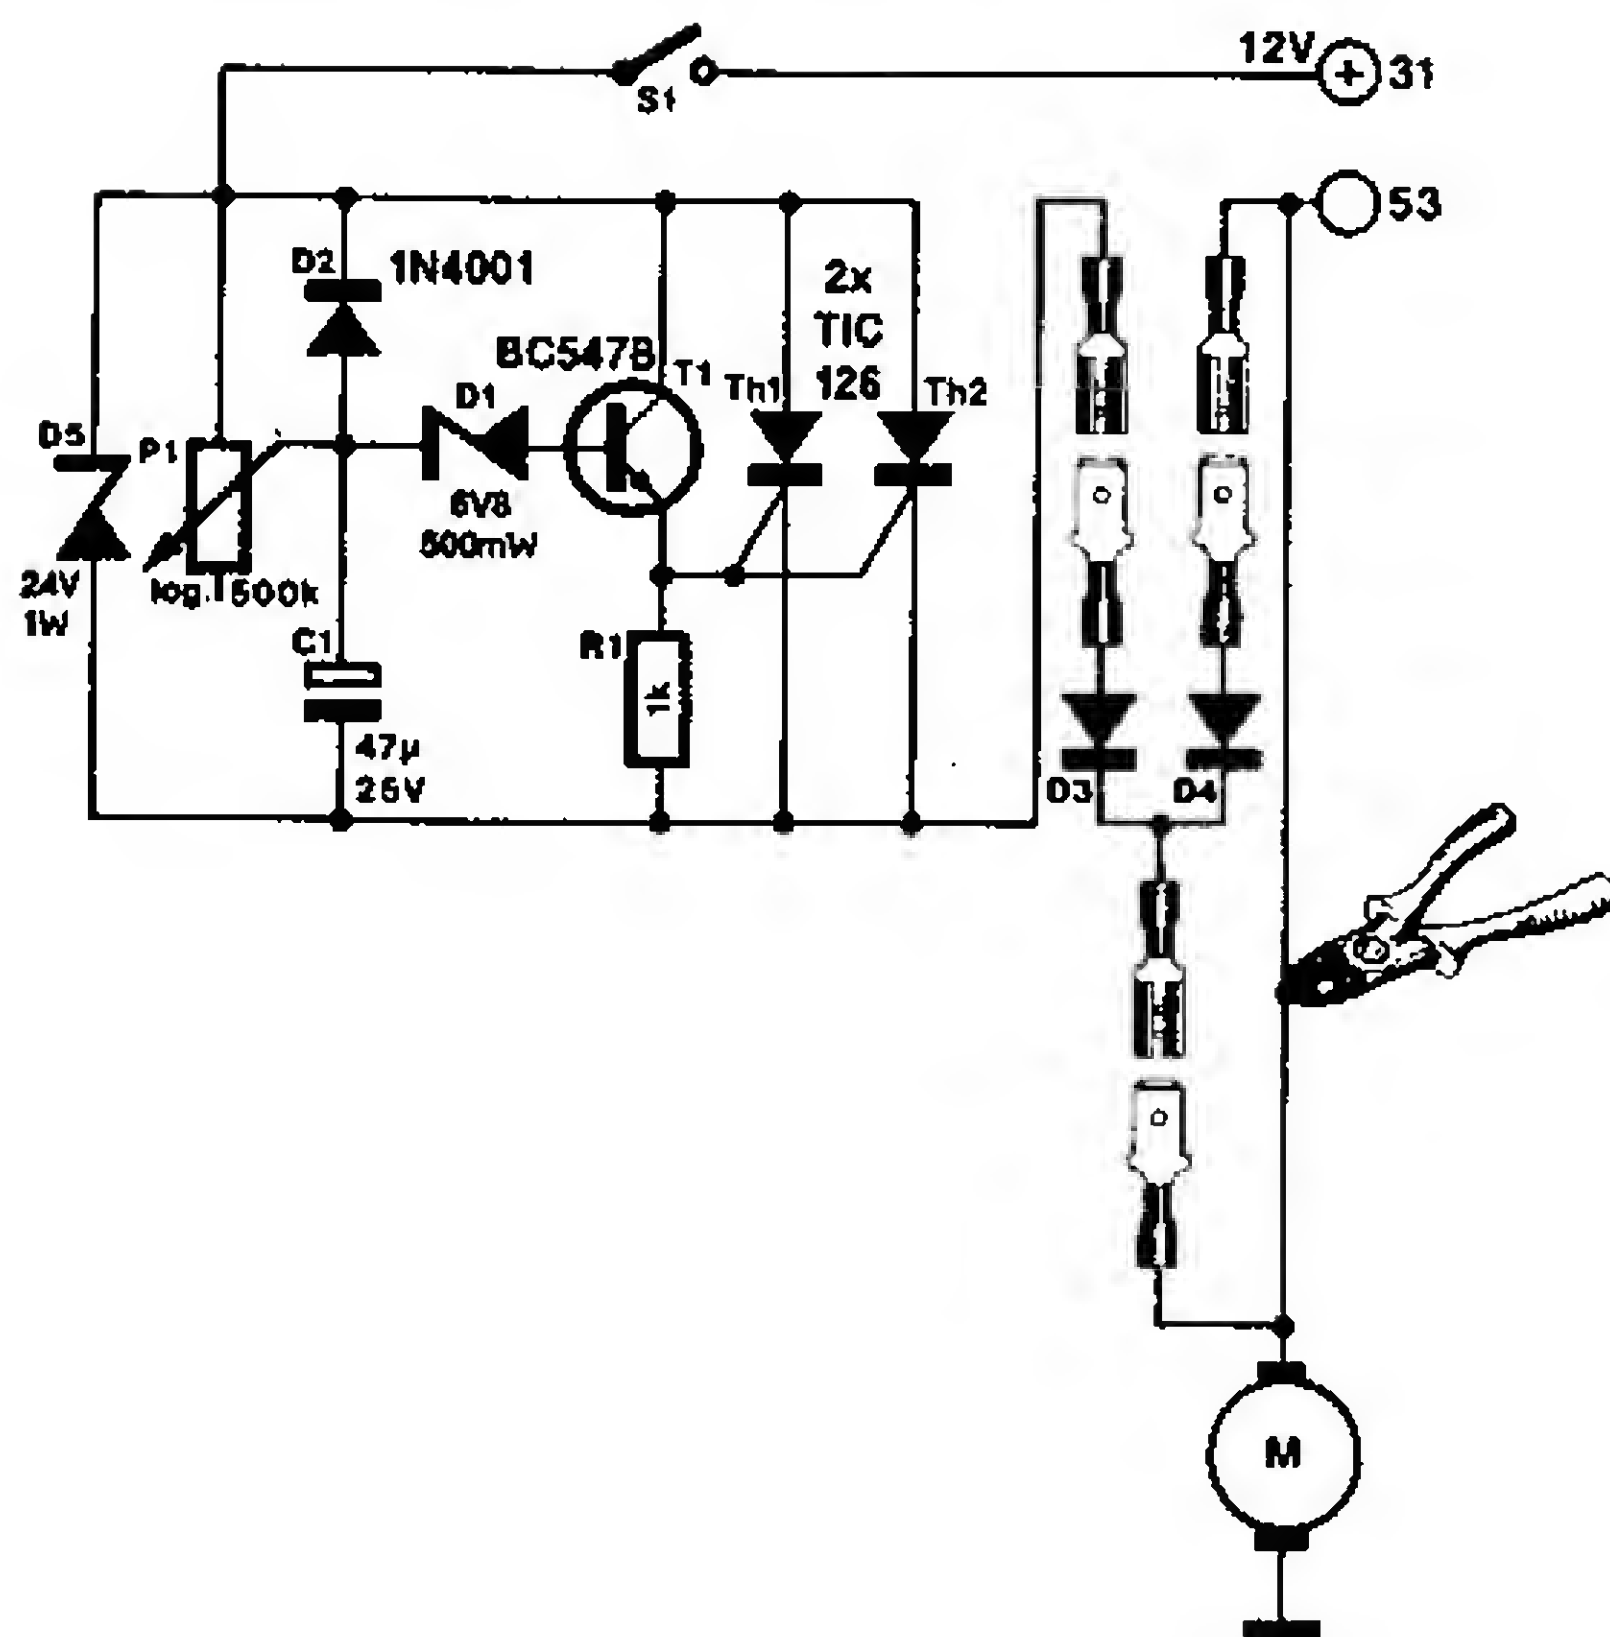 12V
31
S1
53
D2
1N4001
2x
TIC
126
BC547B
T1
Th1
Th2
D1
D5
P1
6V8
500mW
24V
1W
log.
500k
C1
R1
1k
47µ
25V
D3
D4
M